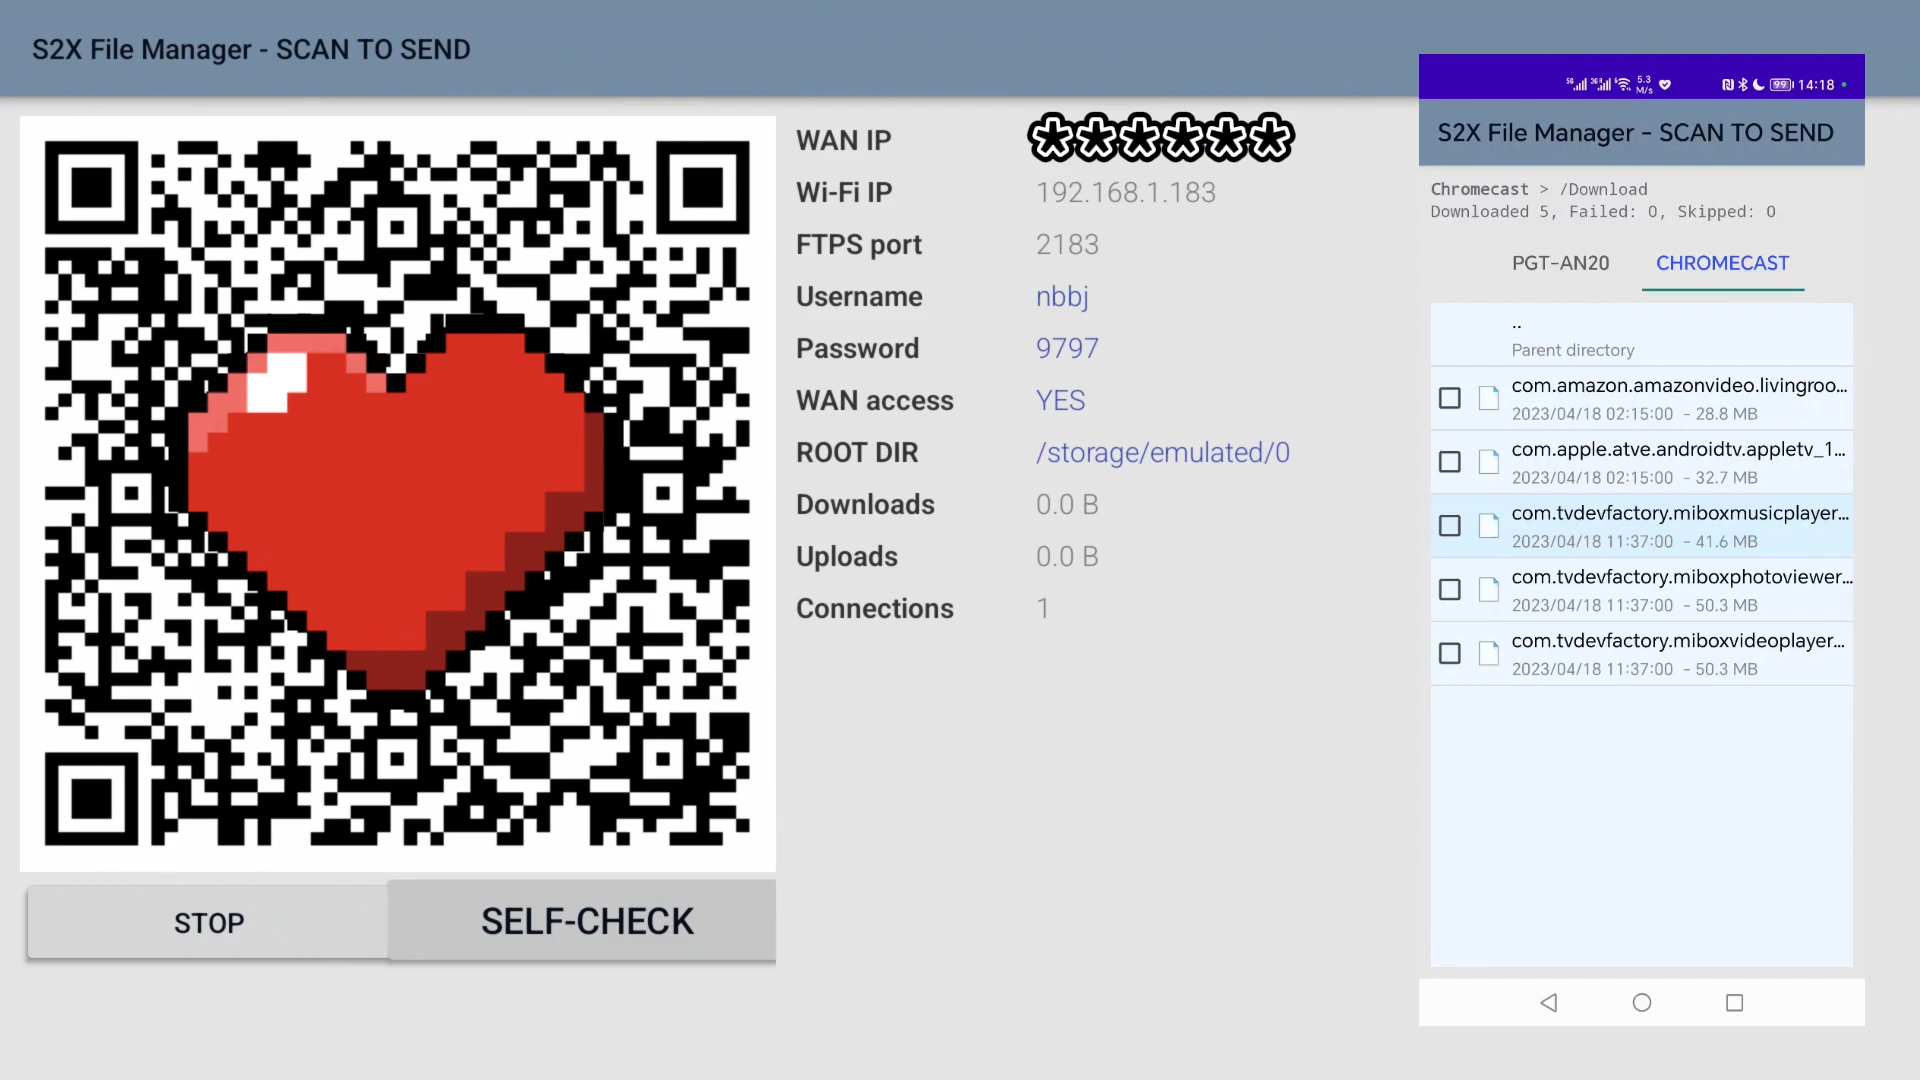 S2X File Manager - SCAN TO SEND
WAN IP ******
Wi-Fi IP 192.168.1.183
FTPS port 2183
Username nbbj
Password 9797
WAN access YES
ROOT DIR /storage/emulated/0
Downloads 0.0 B
Uploads 0.0 B
Connections 1
STOP
SELF-CHECK
5.3 M/s 99 14:18
S2X File Manager - SCAN TO SEND
Chromecast > /Download
Downloaded 5, Failed: 0, Skipped: 0
PGT-AN20 CHROMECAST
..
Parent directory
com.amazon.amazonvideo.livingroo...
2023/04/18 02:15:00 - 28.8 MB
com.apple.atve.androidtv.appletv_1...
2023/04/18 02:15:00 - 32.7 MB
com.tvdevfactory.miboxmusicplayer...
2023/04/18 11:37:00 - 41.6 MB
com.tvdevfactory.miboxphotoviewer...
2023/04/18 11:37:00 - 50.3 MB
com.tvdevfactory.miboxvideoplayer...
2023/04/18 11:37:00 - 50.3 MB